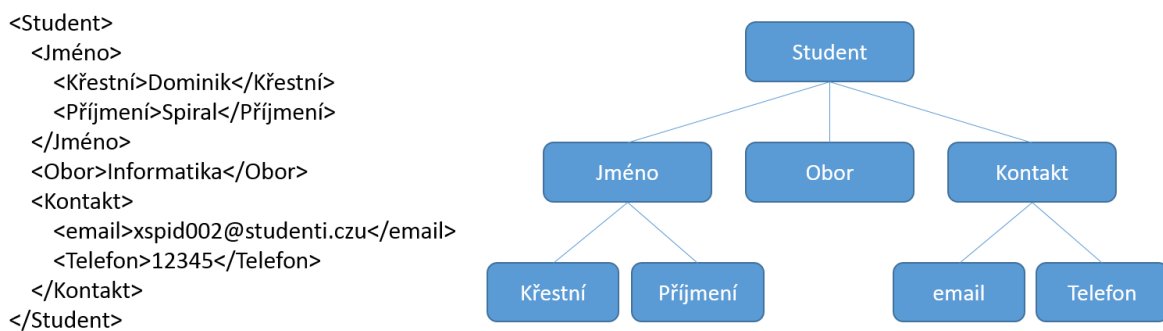 <Student>
<Jméno>
<Křestní>Dominik</Křestní>
<Příjmení>Spiral</Příjmení>
</Jméno>
<Obor>Informatika</Obor>
<Kontakt>
<email>xspid002@studenti.czu</email>
<Telefon>12345</Telefon>
</Kontakt>
</Student>
Student
Jméno
Obor
Kontakt
Křestní
Příjmení
email
Telefon